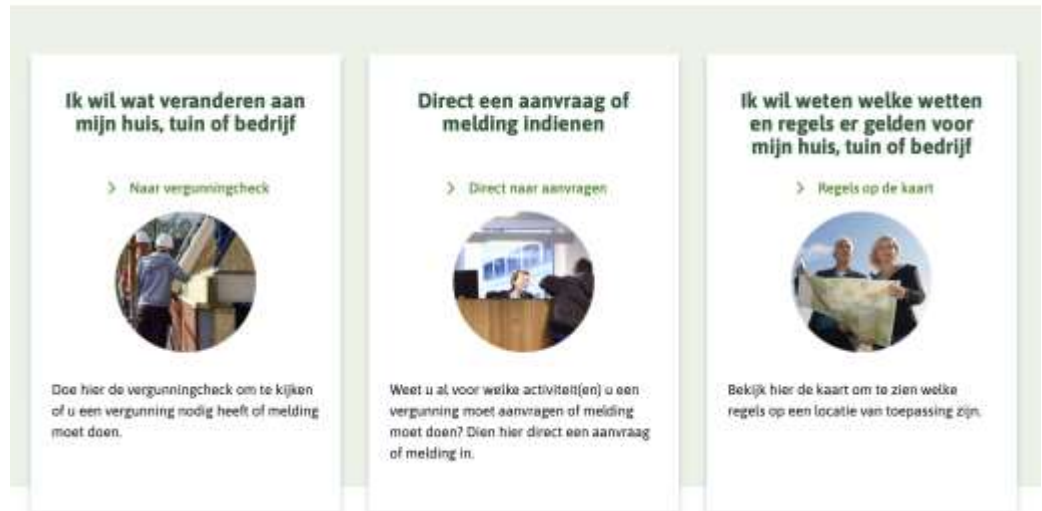 Ik wil wat veranderen aan
mijn huis, tuin of bedrijf
Naar vergunningcheck
Doe hier de vergunningcheck om te kijken
of u een vergunning nodig heeft of melding
moet doen.
Direct een aanvraag of
melding indienen
Direct naar aanvragen
Weet u al voor welke activiteit(en) u een
vergunning moet aanvragen of melding
moet doen? Dien hier direct een aanvraag
of melding in.
Ik wil weten welke wetten
en regels er gelden voor
mijn huis, tuin of bedrijf
Regels op de kaart
Bekijk hier de kaart om te zien welke
regels op een locatie van toepassing zijn.